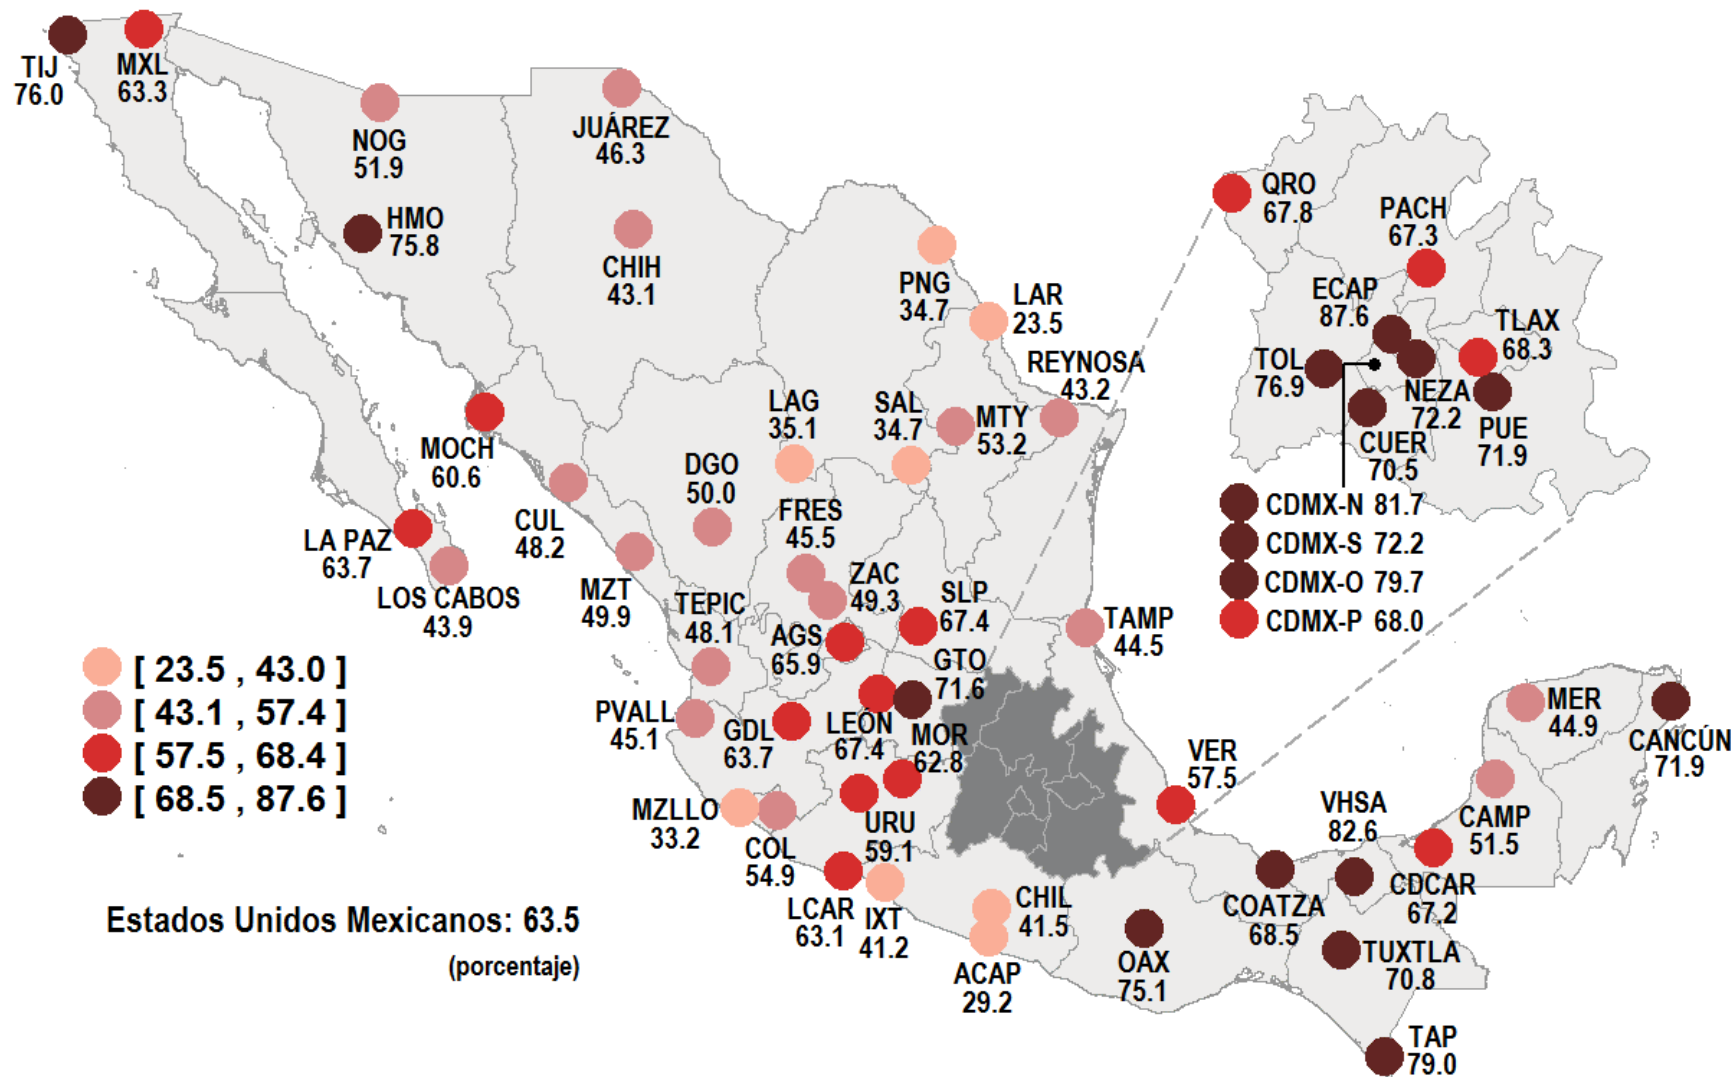 TIJ
76.0
MXL
63.3
NOG
51.9
JUÁREZ
46.3
HMO
75.8
CHIH
43.1
PNG
34.7
LAR
23.5
REYNOSA
43.2
LAG
35.1
SAL
34.7
MTY
53.2
MOCH
60.6
DGO
50.0
FRES
45.5
CUL
48.2
LA PAZ
63.7
LOS CABOS
43.9
MZT
49.9
ZAC
49.3
SLP
67.4
TEPIC
48.1
AGS
65.9
TAMP
44.5
GTO
71.6
PVALL
45.1
GDL
63.7
LEÓN
67.4
MOR
62.8
MZLLO
33.2
COL
54.9
URU
59.1
LCAR
63.1
IXT
41.2
CHIL
41.5
ACAP
29.2
VER
57.5
OAX
75.1
COATZA
68.5
VHSA
82.6
CDCAR
67.2
CAMP
51.5
MER
44.9
CANCÚN
71.9
TUXTLA
70.8
TAP
79.0
QRO
67.8
PACH
67.3
ECAP
87.6
TLAX
68.3
TOL
76.9
NEZA
72.2
CUER
70.5
PUE
71.9
CDMX-N 81.7
CDMX-S 72.2
CDMX-O 79.7
CDMX-P 68.0
[ 23.5 , 43.0 ]
[ 43.1 , 57.4 ]
[ 57.5 , 68.4 ]
[ 68.5 , 87.6 ]
Estados Unidos Mexicanos: 63.5
(porcentaje)